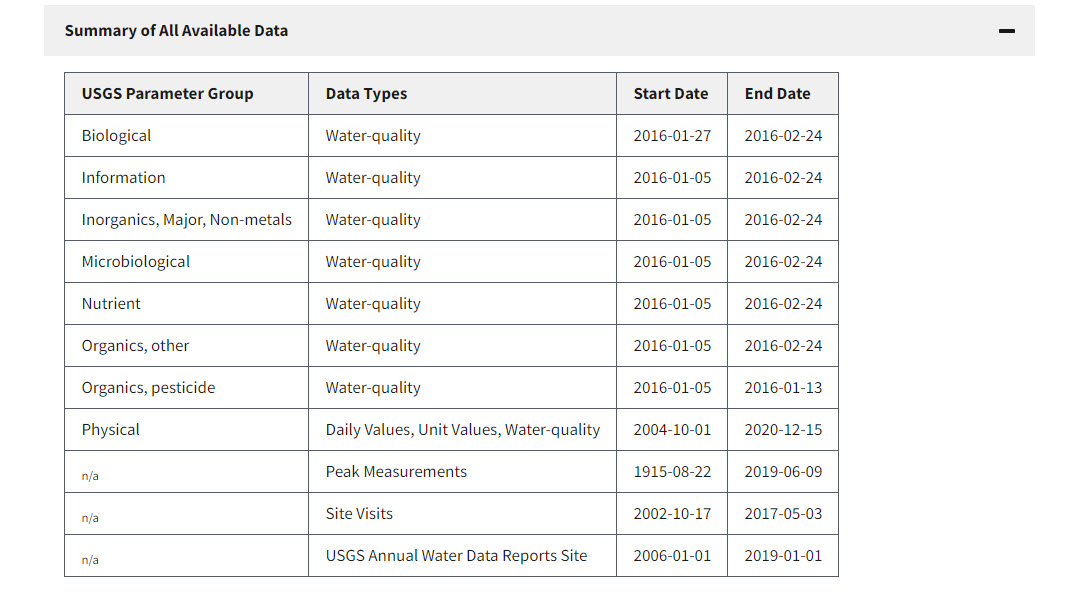 Summary of All Available Data
USGS Parameter Group Data Types Start Date End Date
Biological Water-quality 2016-01-27 2016-02-24
Information Water-quality 2016-01-05 2016-02-24
Inorganics, Major, Non-metals Water-quality 2016-01-05 2016-02-24
Microbiological Water-quality 2016-01-05 2016-02-24
Nutrient Water-quality 2016-01-05 2016-02-24
Organics, other Water-quality 2016-01-05 2016-02-24
Organics, pesticide Water-quality 2016-01-05 2016-01-13
Physical Daily Values, Unit Values, Water-quality 2004-10-01 2020-12-15
n/a Peak Measurements 1915-08-22 2019-06-09
n/a Site Visits 2002-10-17 2017-05-03
n/a USGS Annual Water Data Reports Site 2006-01-01 2019-01-01